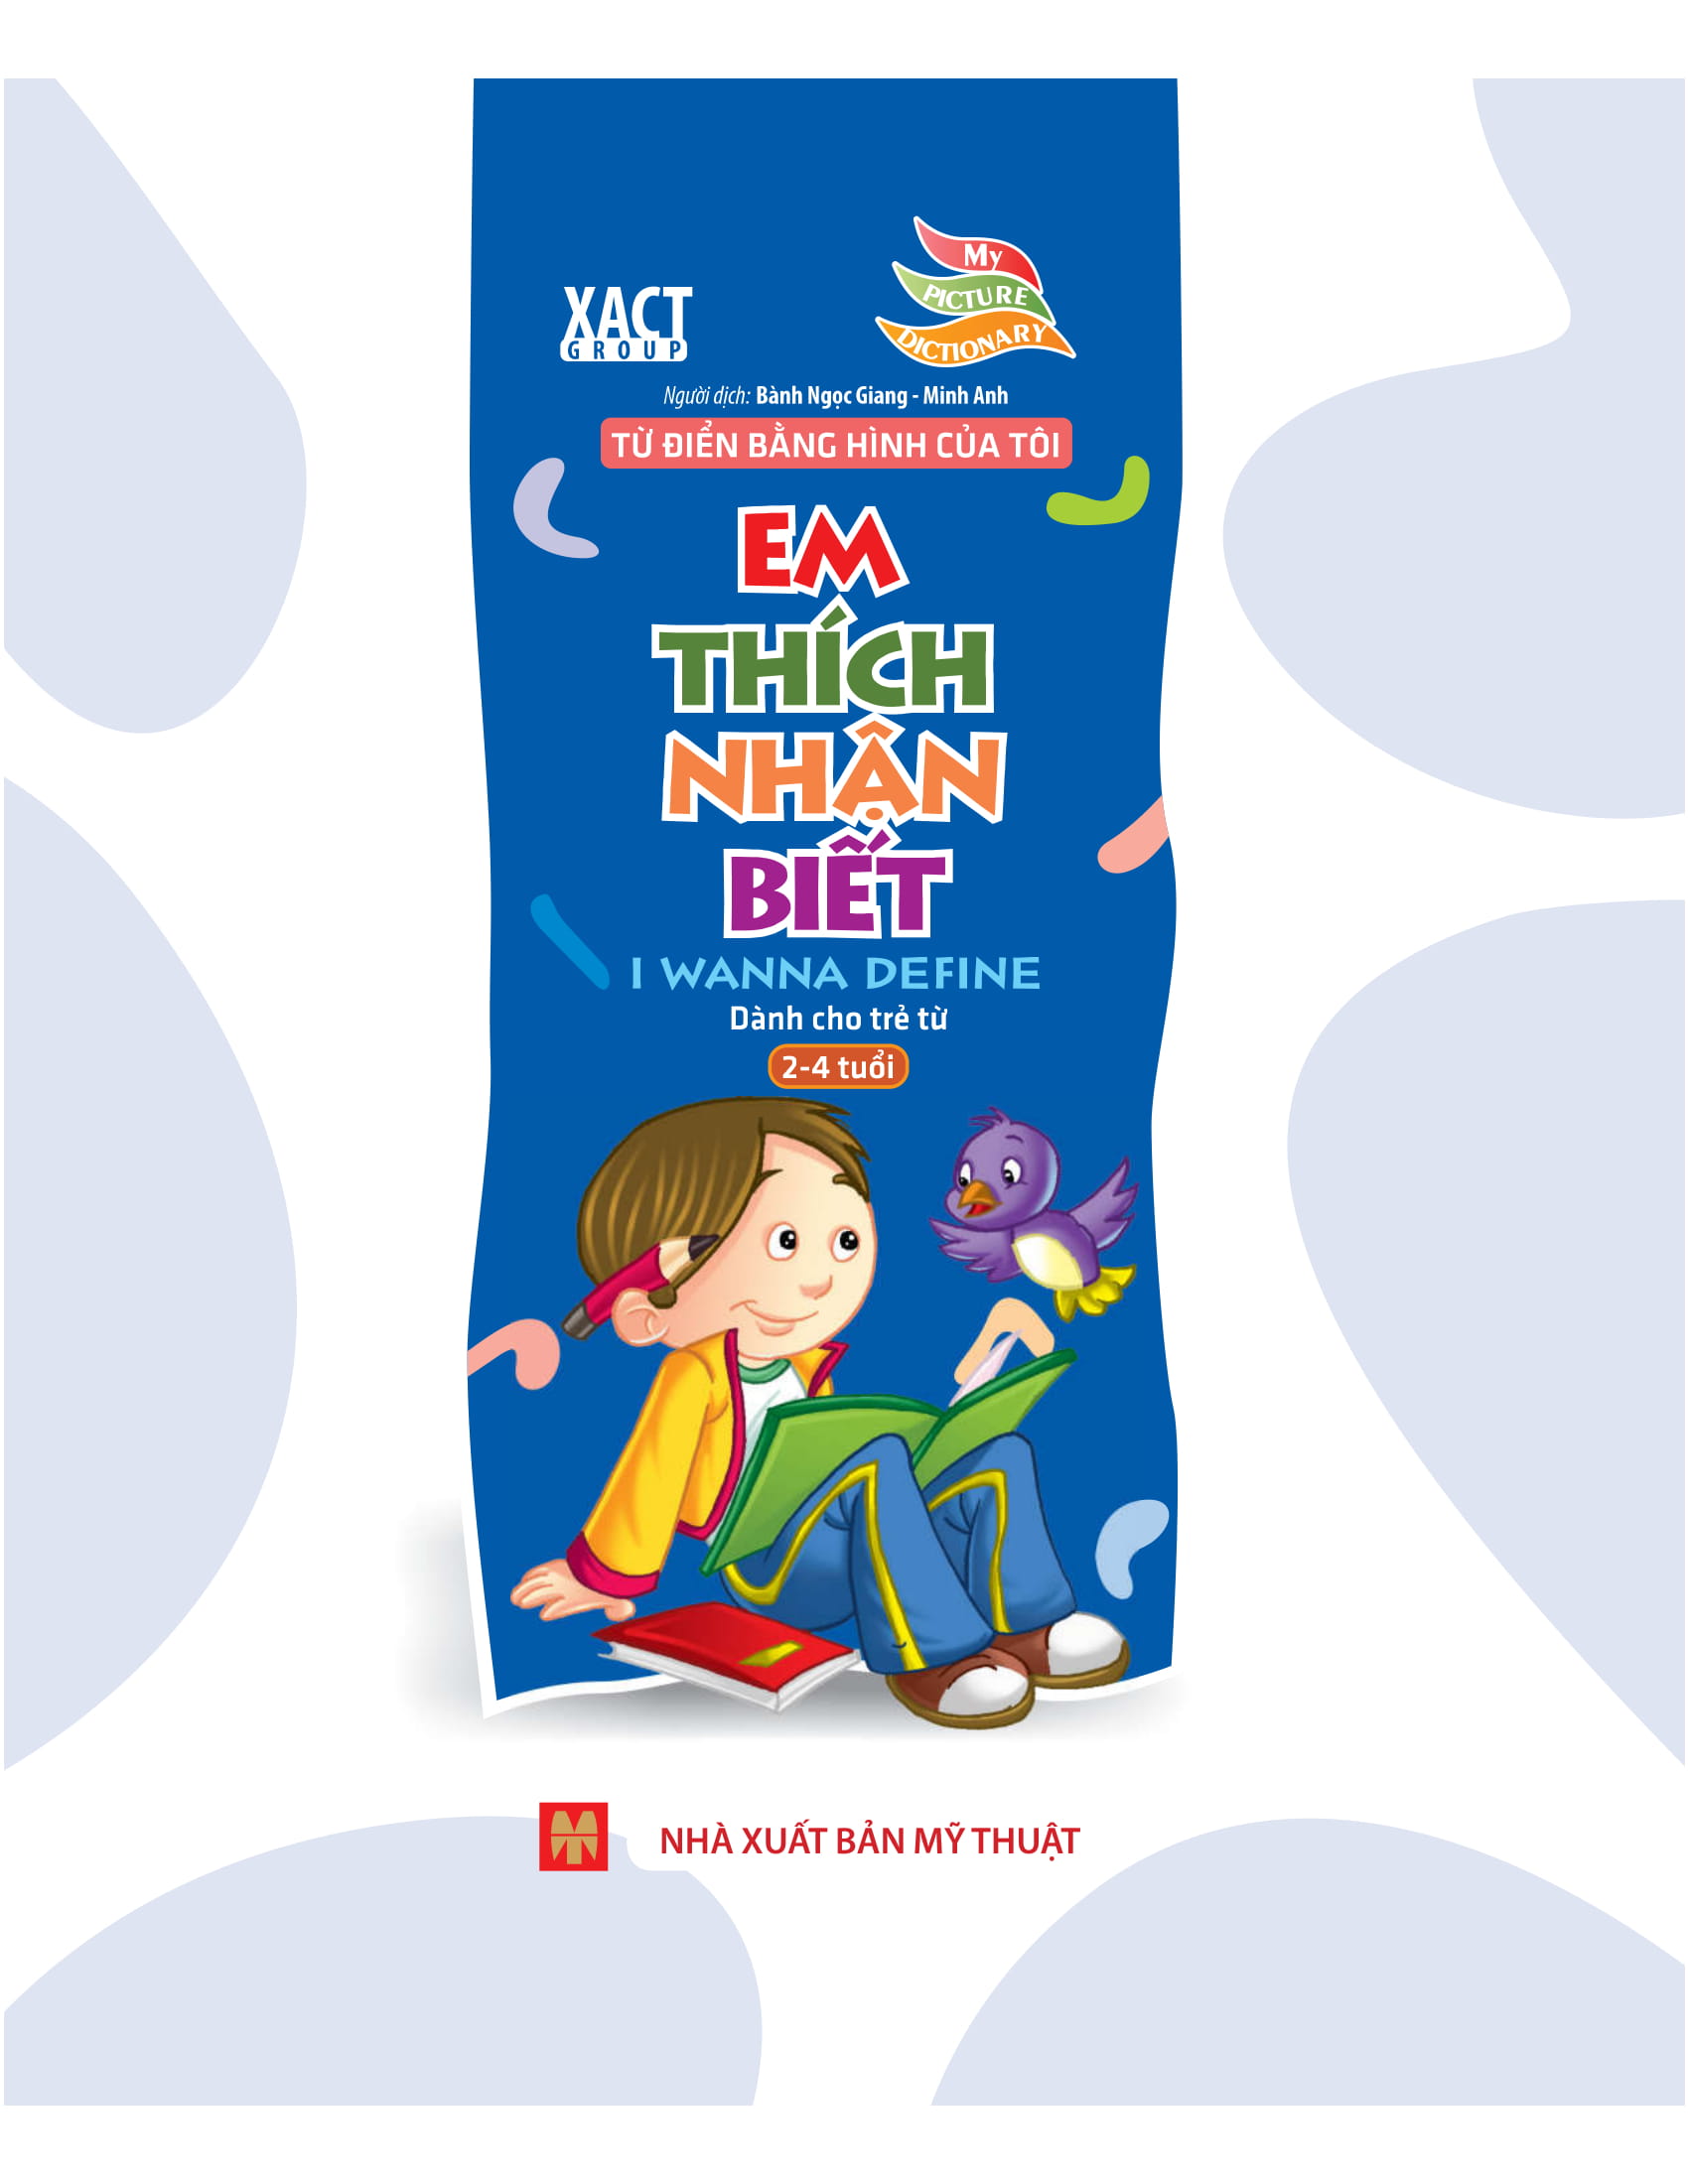 XACT
GROUP
My
PICTURE
DICTIONARY
Người dịch: Bành Ngọc Giang - Minh Anh
TỪ ĐIỂN BẰNG HÌNH CỦA TÔI
EM
THÍCH
NHẬN
BIẾT
I WANNA DEFINE
Dành cho trẻ từ
2-4 tuổi
NHÀ XUẤT BẢN MỸ THUẬT